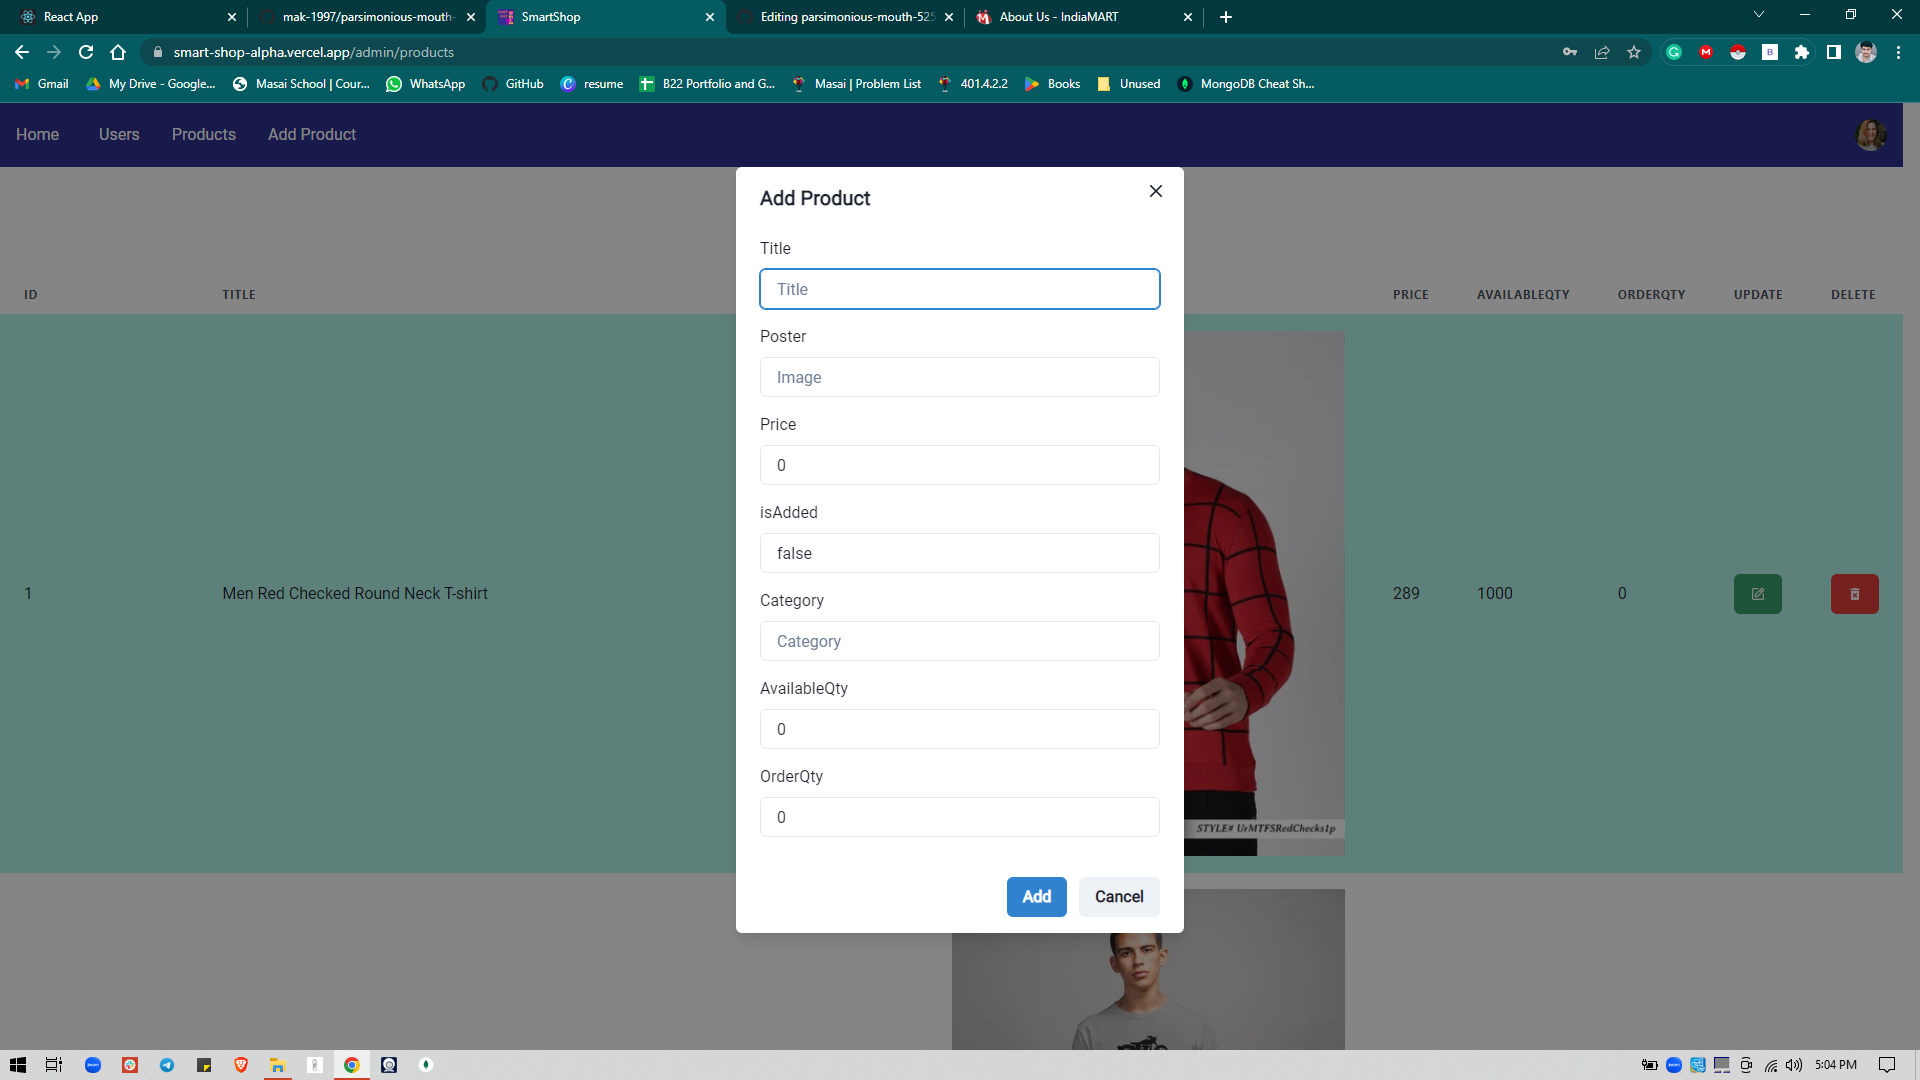 React App
mak-1997/parsimonious-mouth-
SmartShop
Editing parsimonious-mouth-525
About Us - IndiaMART
smart-shop-alpha.vercel.app/admin/products
Gmail
My Drive - Google...
Masai School | Cour...
WhatsApp
GitHub
resume
B22 Portfolio and G...
Masai | Problem List
401.4.2.2
Books
Unused
MongoDB Cheat Sh...
Home
Users
Products
Add Product
Add Product
Title
Title
Poster
Image
Price
0
isAdded
false
Category
Category
AvailableQty
0
OrderQty
0
Add
Cancel
ID
TITLE
PRICE
AVAILABLEQTY
ORDERQTY
UPDATE
DELETE
1
Men Red Checked Round Neck T-shirt
289
1000
0
STYLE# UrMTFSRedChecks1p
5:04 PM